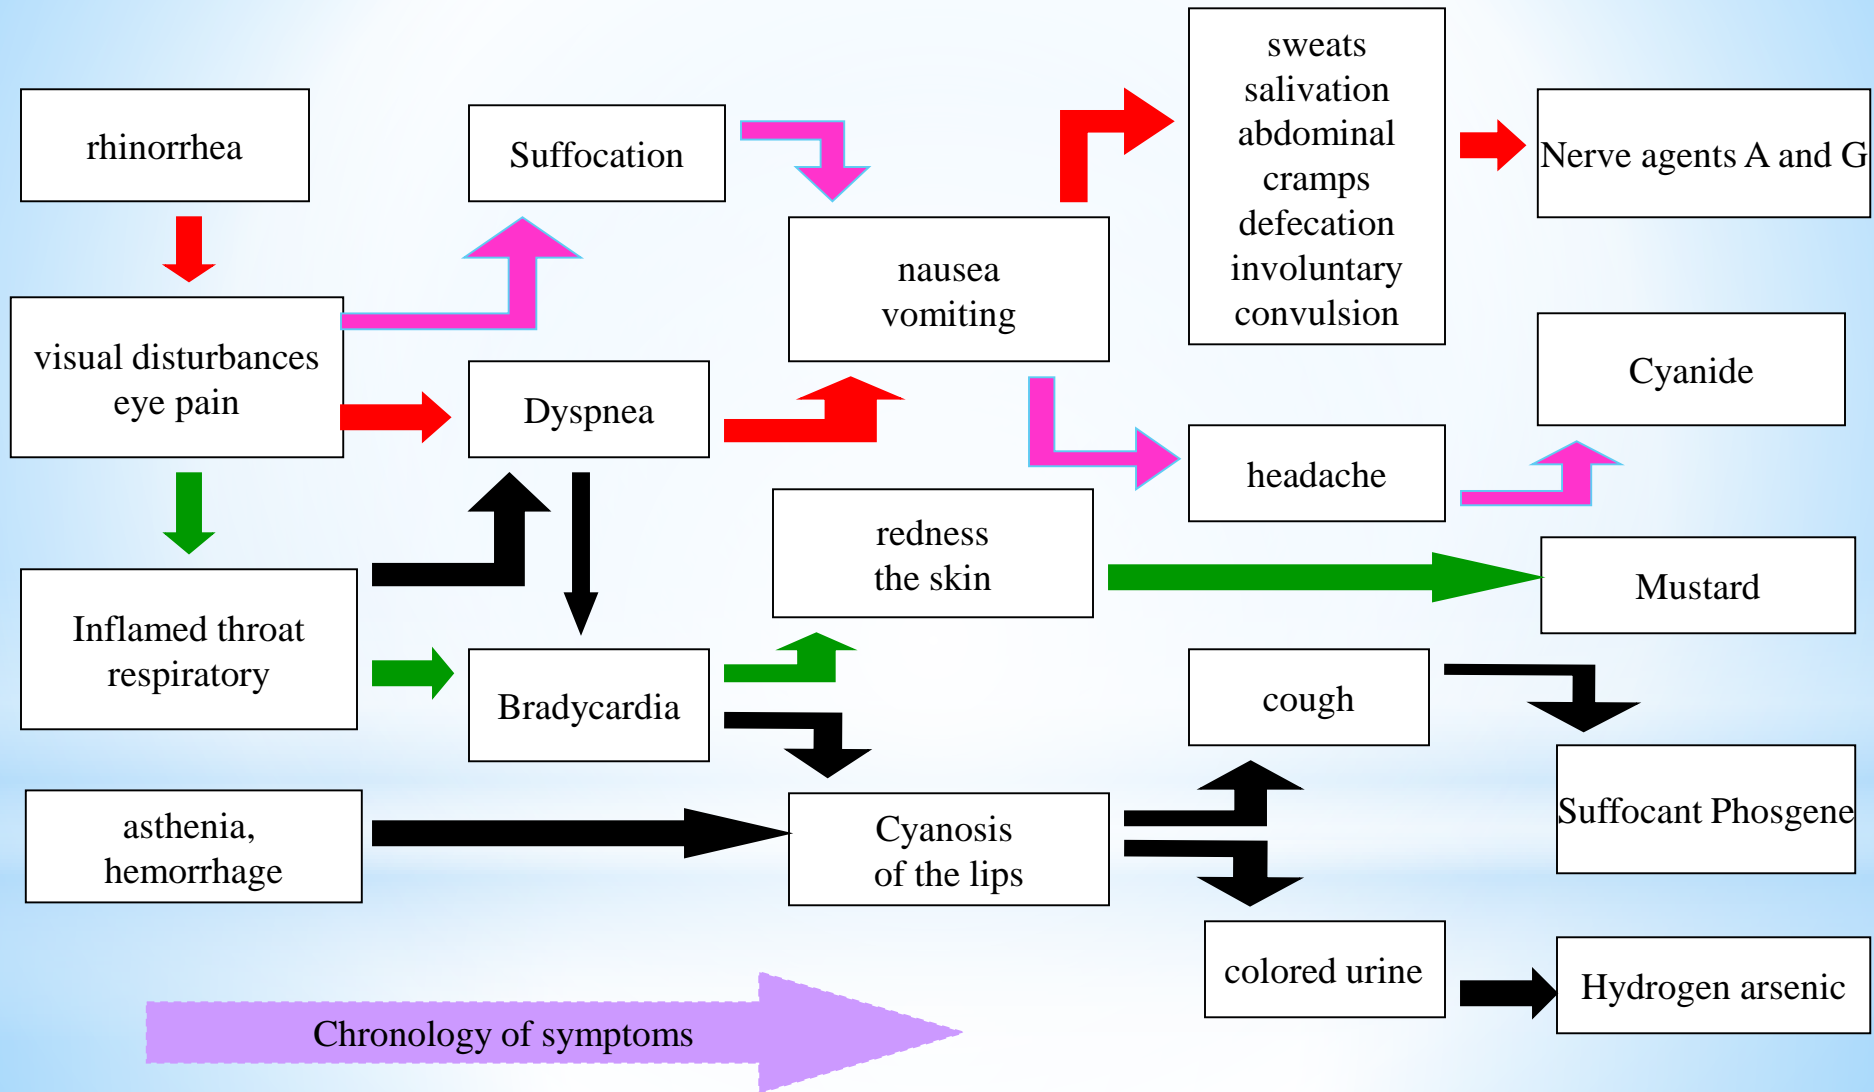 rhinorrhea
visual disturbances
eye pain
Inflamed throat
respiratory
asthenia,
hemorrhage
Suffocation
Dyspnea
Bradycardia
nausea
vomiting
redness
the skin
Cyanosis
of the lips
sweats
salivation
abdominal
cramps
defecation
involuntary
convulsion
headache
cough
colored urine
Nerve agents A and G
Cyanide
Mustard
Suffocant Phosgene
Hydrogen arsenic
Chronology of symptoms